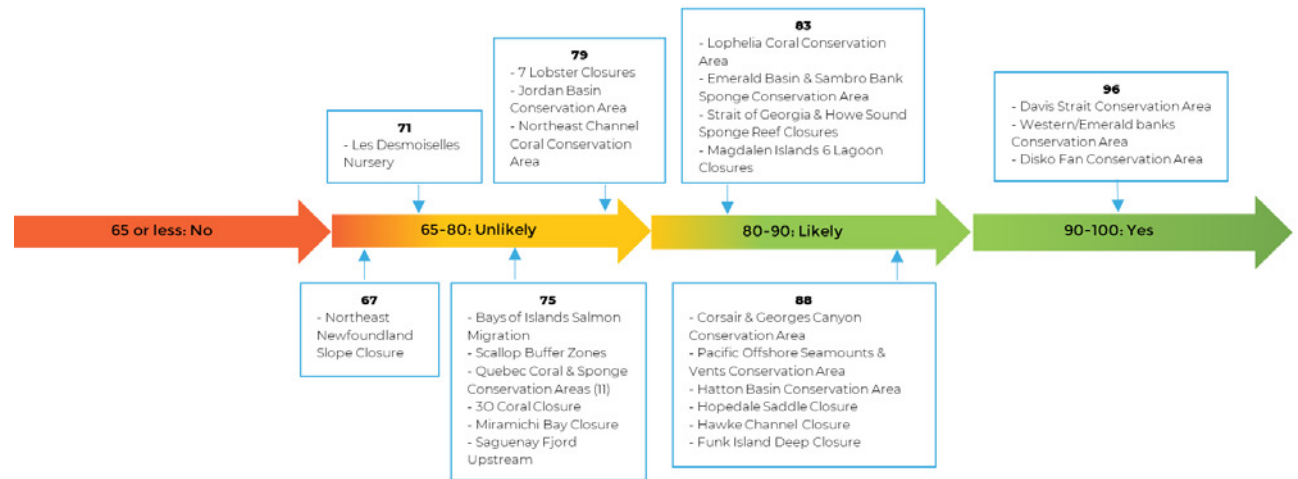 83
- Lophelia Coral Conservation
Area
- Emerald Basin & Sambro Bank
Sponge Conservation Area
- Strait of Georgia & Howe Sound
Sponge Reef Closures
- Magdalen Islands 6 Lagoon
Closures
79
- 7 Lobster Closures
- Jordan Basin
Conservation Area
- Northeast Channel
Coral Conservation
Area
96
- Davis Strait Conservation Area
- Western/Emerald banks
Conservation Area
- Disko Fan Conservation Area
71
- Les Desmoiselles
Nursery
65 or less: No
65-80: Unlikely
80-90: Likely
90-100: Yes
67
- Northeast
Newfoundland
Slope Closure
75
- Bays of Islands Salmon
Migration
- Scallop Buffer Zones
- Quebec Coral & Sponge
Conservation Areas (11)
- 3O Coral Closure
- Miramichi Bay Closure
- Saguenay Fjord
Upstream
88
- Corsair & Georges Canyon
Conservation Area
- Pacific Offshore Seamounts &
Vents Conservation Area
- Hatton Basin Conservation Area
- Hopedale Saddle Closure
- Hawke Channel Closure
- Funk Island Deep Closure